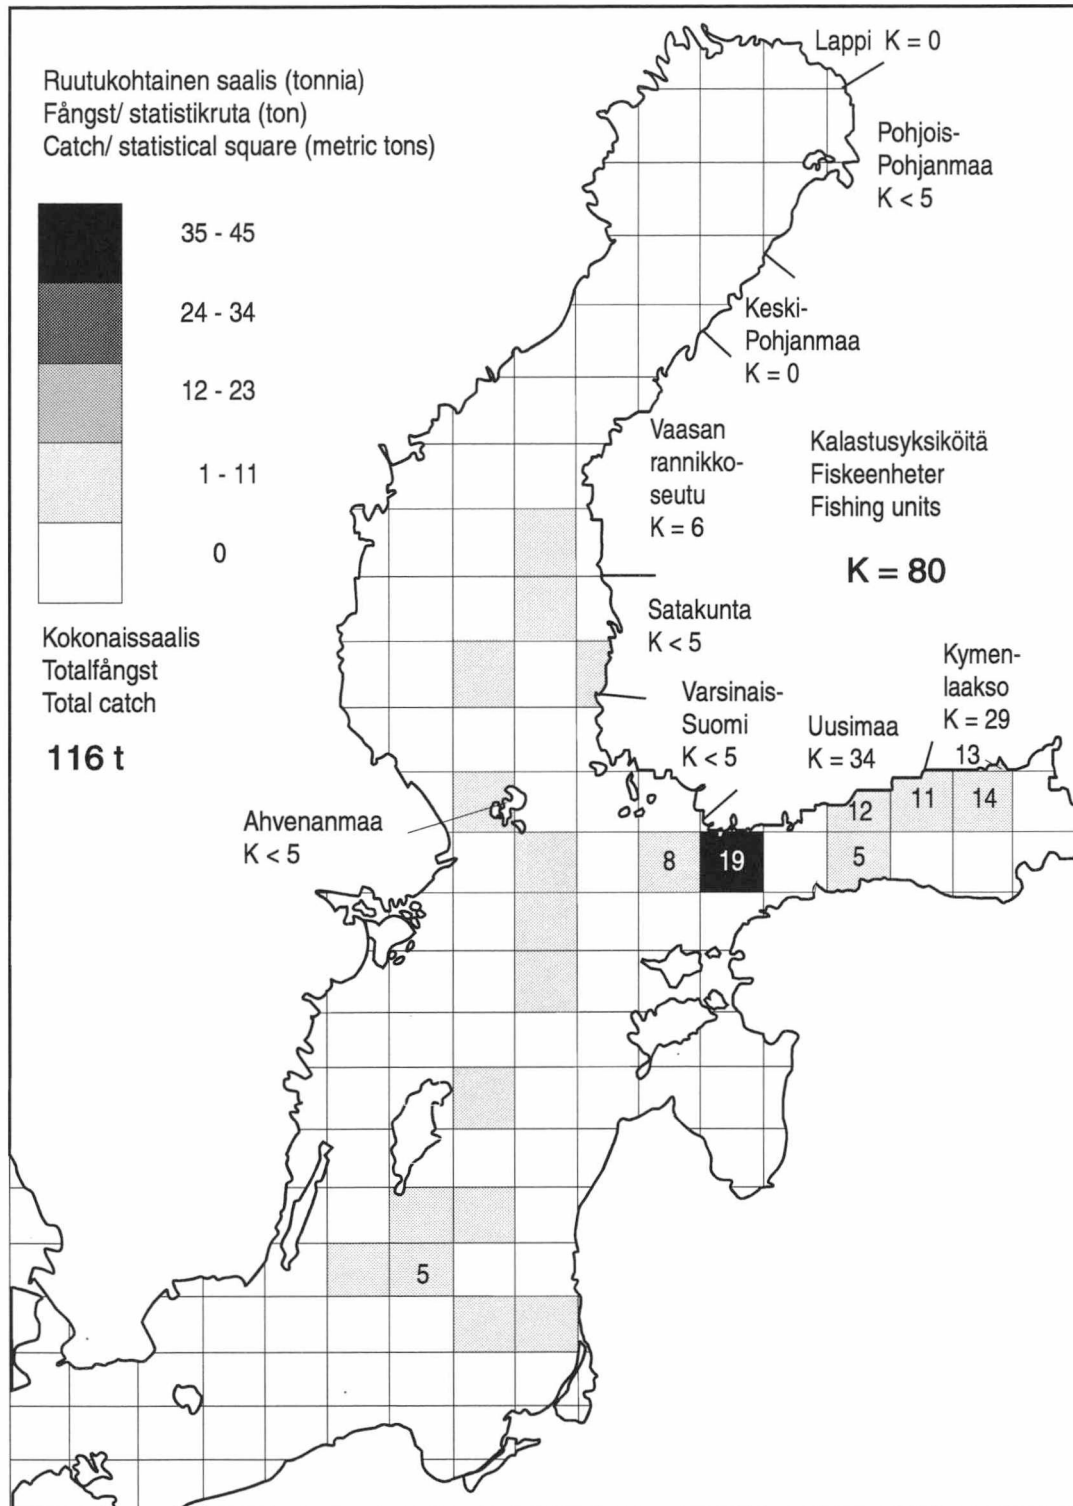 Ruutukohtainen saalis (tonnia)
Fångst/ statistikruta (ton)
Catch/ statistical square (metric tons)
35 - 45
24 - 34
12 - 23
1 - 11
0
Kokonaissaalis
Totalfångst
Total catch
116 t
Lappi K = 0
Pohjois-
Pohjanmaa
K < 5
Keski-
Pohjanmaa
K = 0
Vaasan
rannikko-
seutu
K = 6
Kalastusyksiköitä
Fiskeenheter
Fishing units
K = 80
Satakunta
K < 5
Varsinais-
Suomi
K < 5
Uusimaa
K = 34
Kymen-
laakso
K = 29
Ahvenanmaa
K < 5
13
12
11
14
8
19
5
5